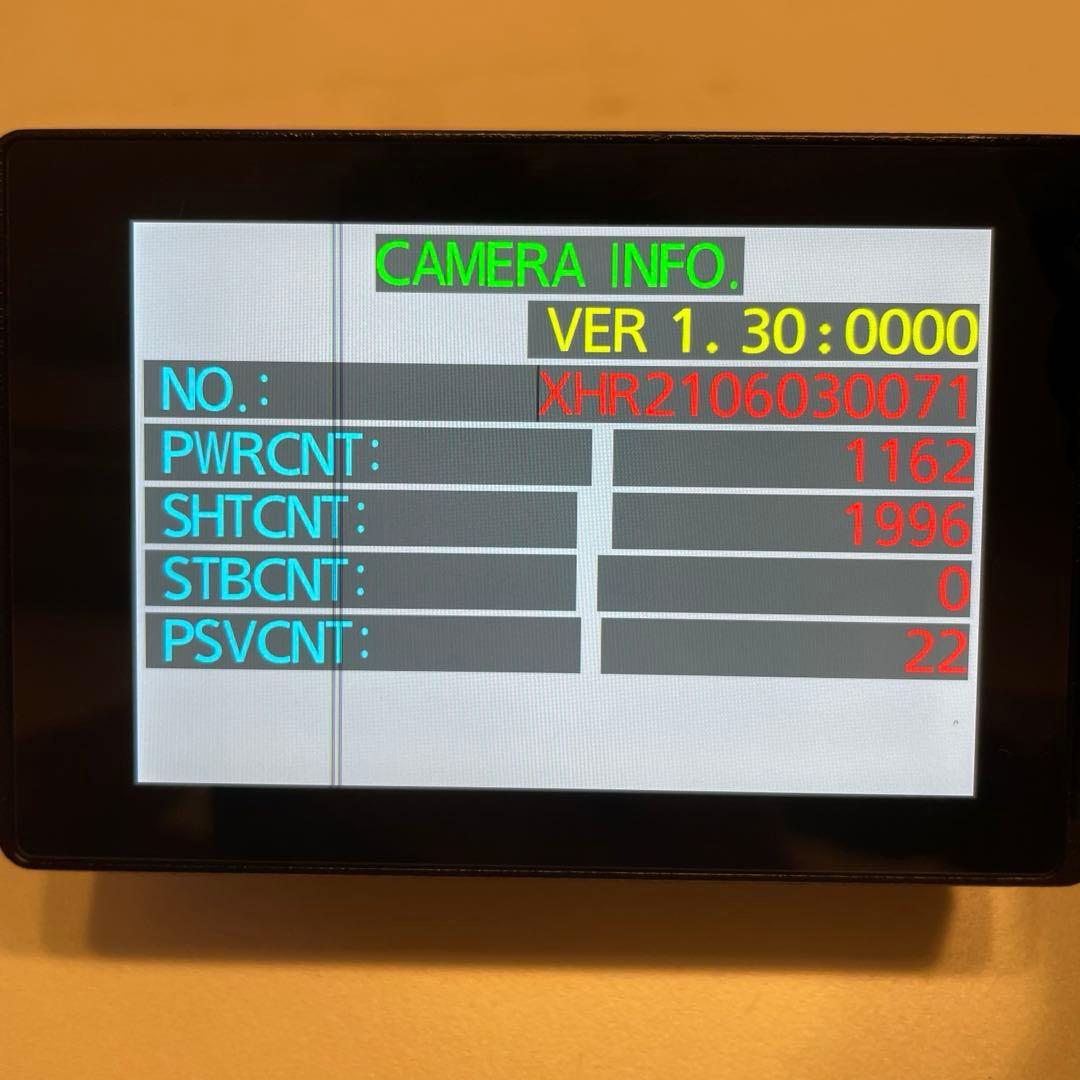 CAMERA INFO.
VER 1. 30:0000
NO.: XHR2106030071
PWRCNT: 1162
SHTCNT: 1996
STBCNT: 0
PSVCNT: 22